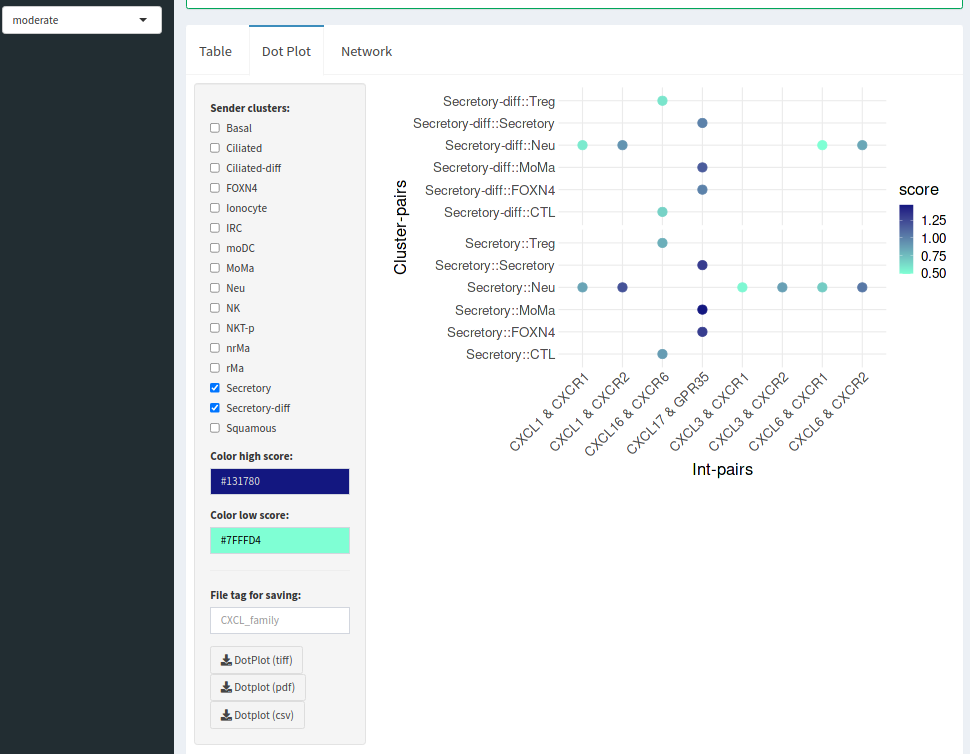 moderate
Table
Dot Plot
Network
Sender clusters:
Basal
Ciliated
Ciliated-diff
FOXN4
Ionocyte
IRC
moDC
MoMa
Neu
NK
NKT-p
nrMa
rMa
Secretory
Secretory-diff
Squamous
Color high score:
#131780
Color low score:
#7FFFD4
File tag for saving:
CXCL_family
DotPlot (tiff)
Dotplot (pdf)
Dotplot (csv)
Cluster-pairs
Secretory-diff::Treg
Secretory-diff::Secretory
Secretory-diff::Neu
Secretory-diff::MoMa
Secretory-diff::FOXN4
Secretory-diff::CTL
Secretory::Treg
Secretory::Secretory
Secretory::Neu
Secretory::MoMa
Secretory::FOXN4
Secretory::CTL
CXCL1 & CXCR1
CXCL1 & CXCR2
CXCL16 & CXCR6
CXCL17 & GPR35
CXCL3 & CXCR1
CXCL3 & CXCR2
CXCL6 & CXCR1
CXCL6 & CXCR2
Int-pairs
score
1.25
1.00
0.75
0.50